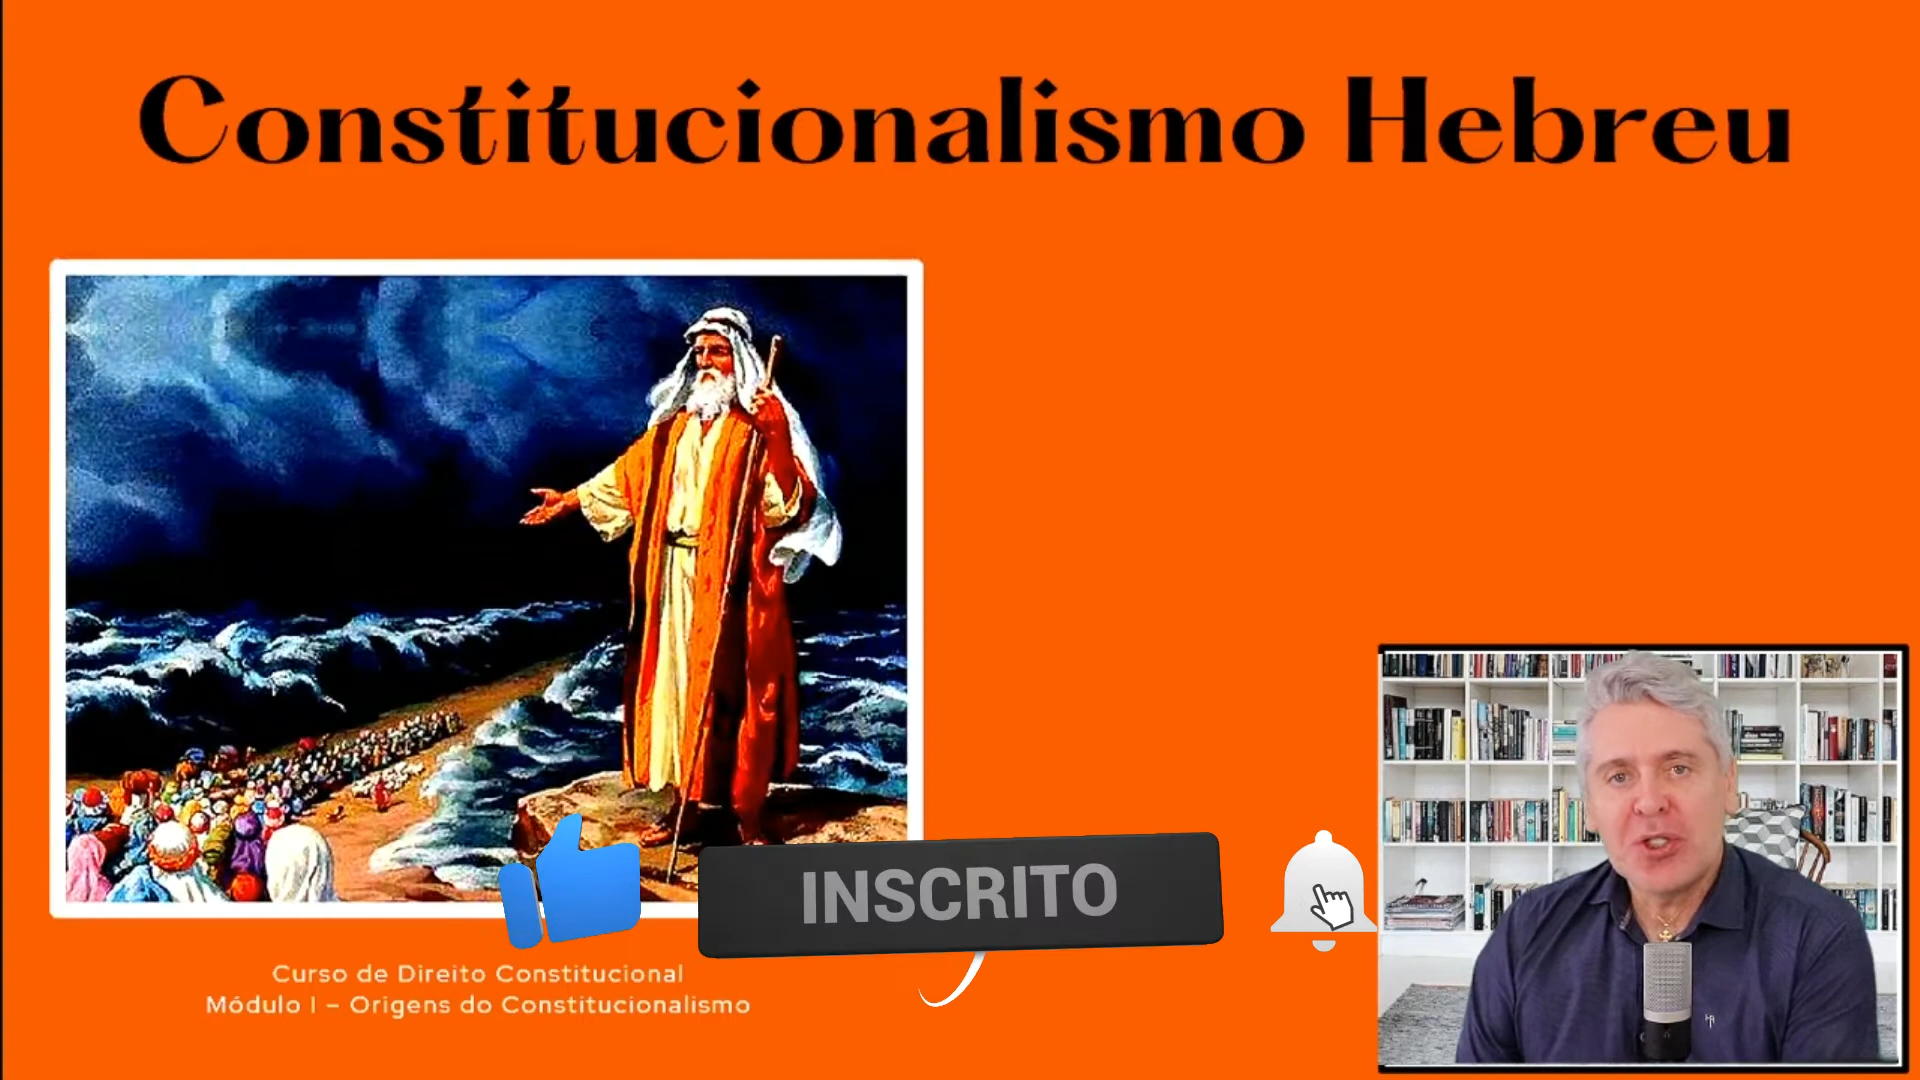 Constitucionalismo Hebreu
INSCRITO
Curso de Direito Constitucional
Módulo I – Origens do Constitucionalismo